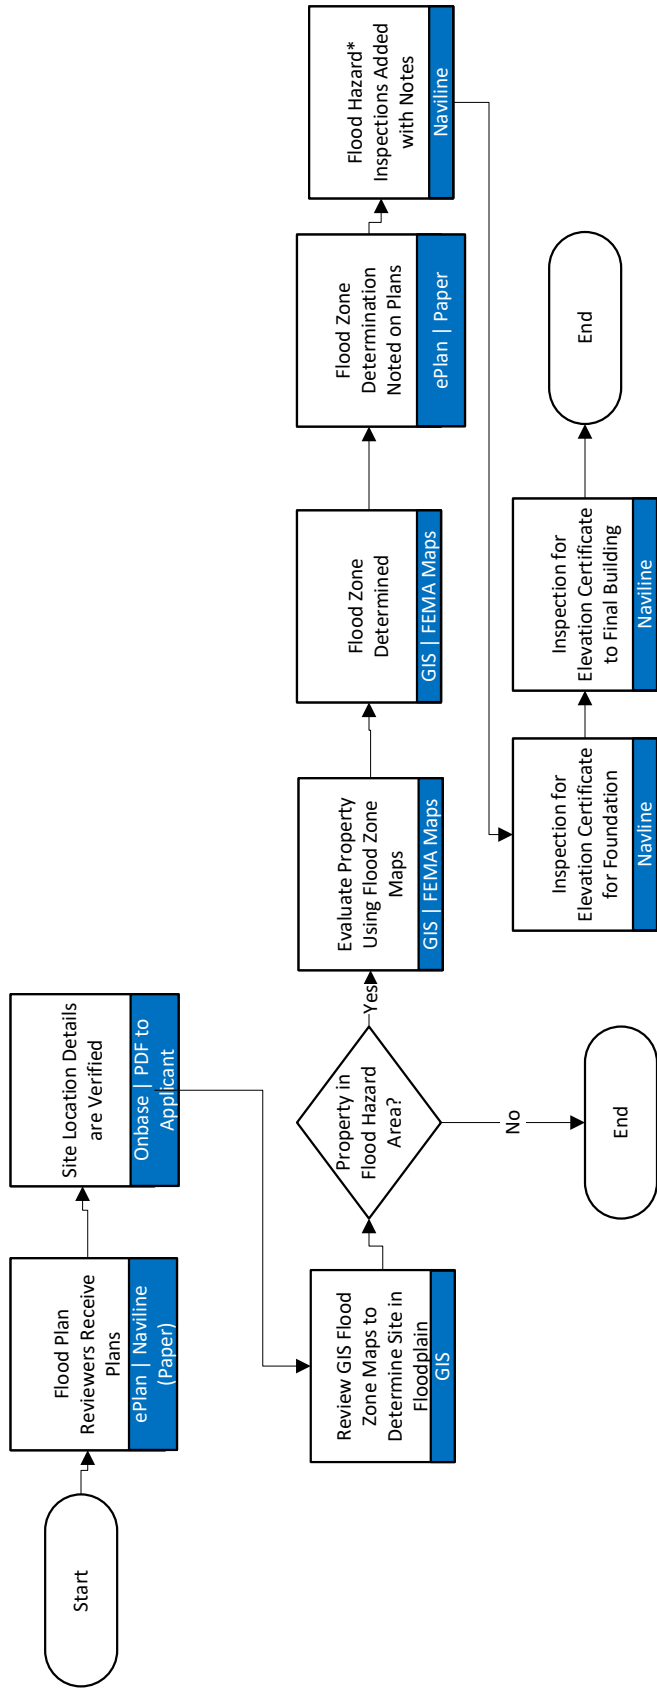 Start
Flood Plan
Reviewers Receive
Plans
ePlan | Naviline
(Paper)
Site Location Details
are Verified
Onbase | PDF to
Applicant
Review GIS Flood
Zone Maps to
Determine Site in
Floodplain
GIS
Property in
Flood Hazard
Area?
Yes
No
End
Evaluate Property
Using Flood Zone
Maps
GIS | FEMA Maps
Flood Zone
Determined
GIS | FEMA Maps
Flood Zone
Determination
Noted on Plans
ePlan | Paper
Flood Hazard*
Inspections Added
with Notes
Naviline
Inspection for
Elevation Certificate
for Foundation
Navline
Inspection for
Elevation Certificate
to Final Building
Naviline
End